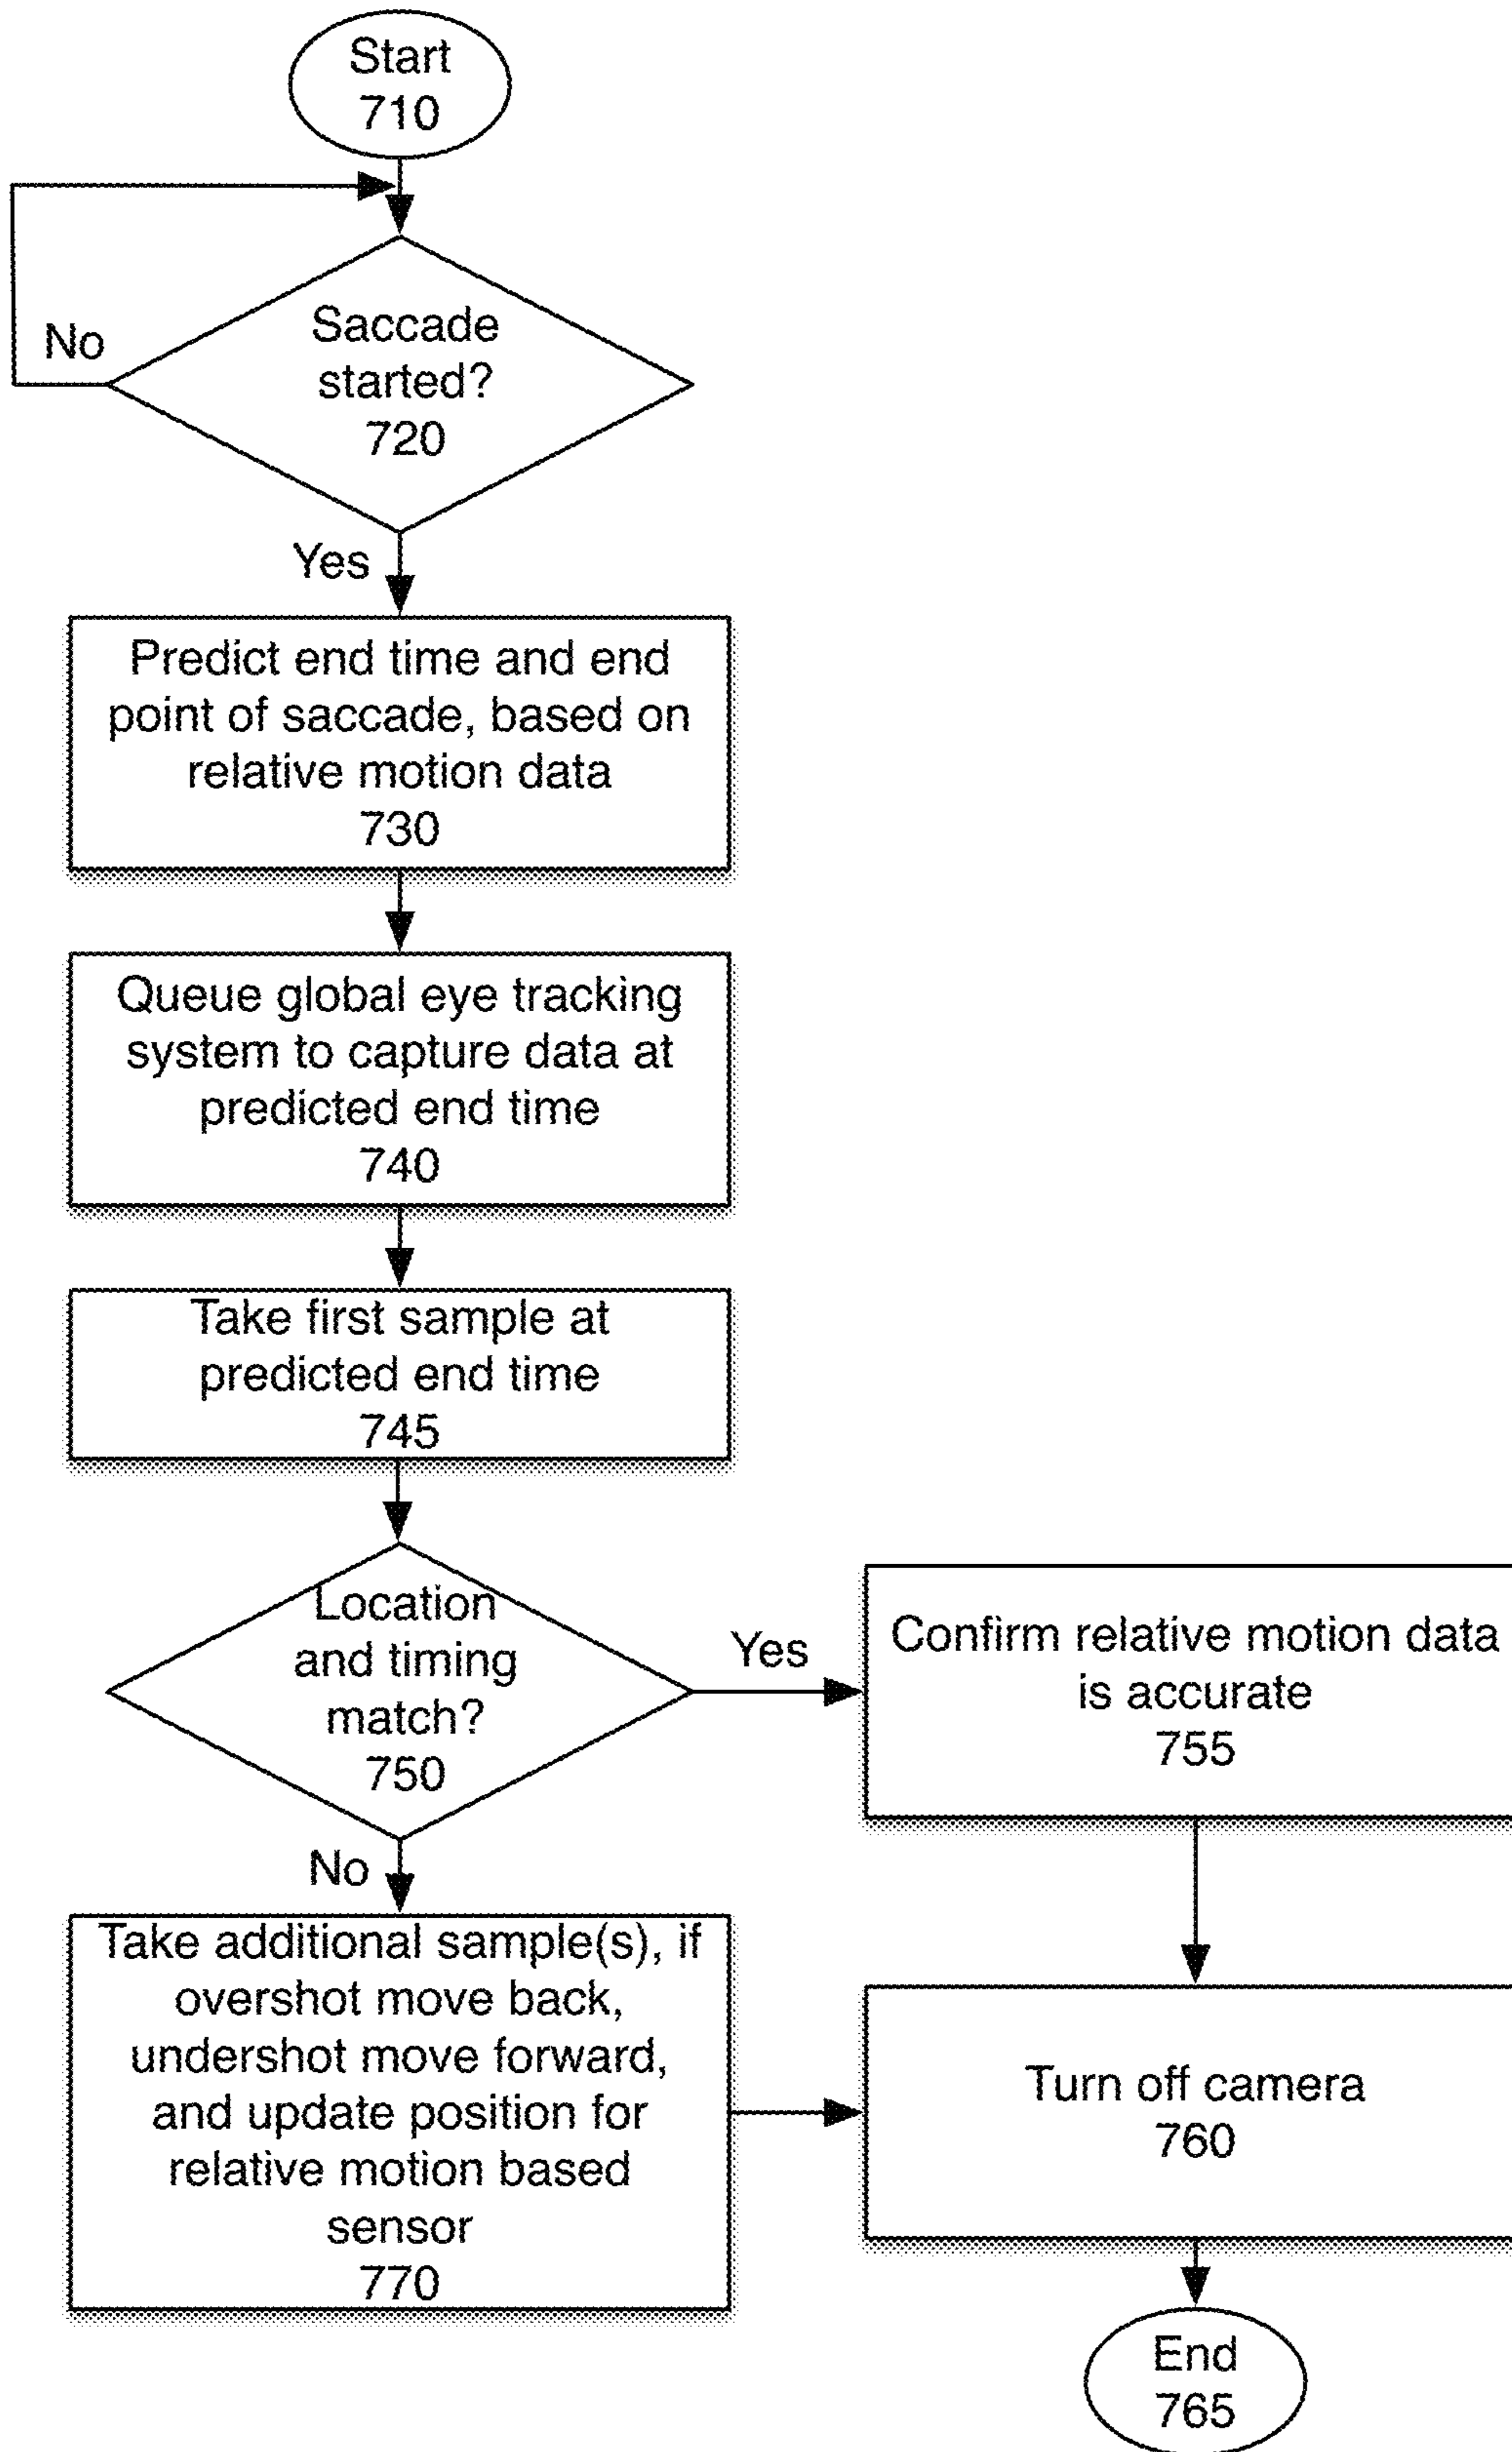 Start
710
No
Saccade
started?
720
Yes
Predict end time and end
point of saccade, based on
relative motion data
730
Queue global eye tracking
system to capture data at
predicted end time
740
Take first sample at
predicted end time
745
Location
and timing
match?
750
Yes
Confirm relative motion data
is accurate
755
No
Take additional sample(s), if
overshot move back,
undershot move forward,
and update position for
relative motion based
sensor
770
Turn off camera
760
End
765